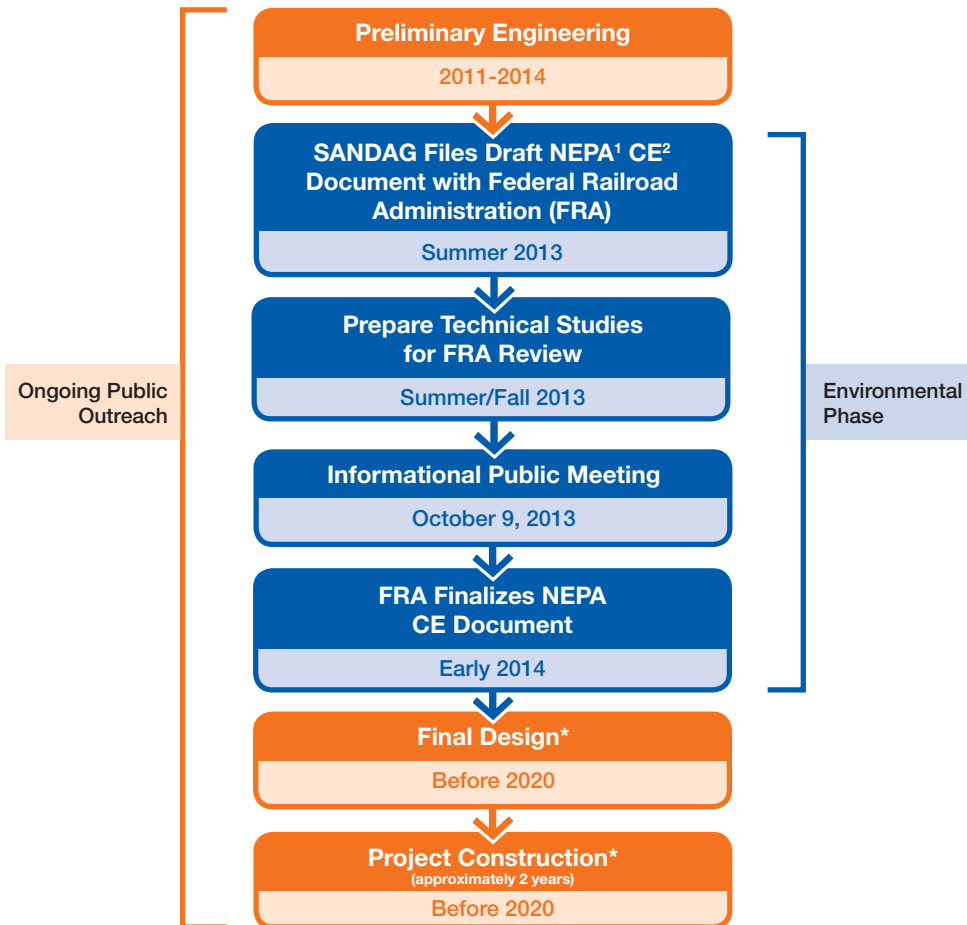 Preliminary Engineering
2011-2014
SANDAG Files Draft NEPA¹ CE²
Document with Federal Railroad
Administration (FRA)
Summer 2013
Prepare Technical Studies
for FRA Review
Summer/Fall 2013
Ongoing Public
Outreach
Environmental
Phase
Informational Public Meeting
October 9, 2013
FRA Finalizes NEPA
CE Document
Early 2014
Final Design*
Before 2020
Project Construction*
(approximately 2 years)
Before 2020